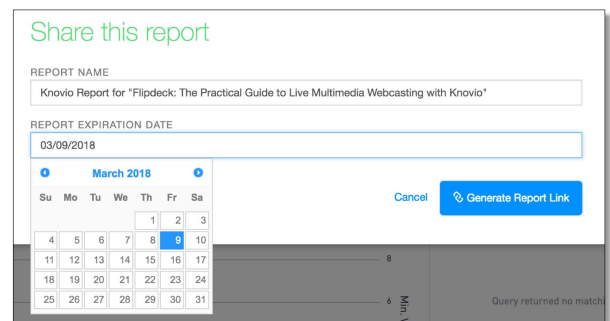 Share this report
REPORT NAME
Knovio Report for "Flipdeck: The Practical Guide to Live Multimedia Webcasting with Knovio"
REPORT EXPIRATION DATE
03/09/2018
March 2018
Su Mo Tu We Th Fr Sa
1 2 3
4 5 6 7 8 9 10
11 12 13 14 15 16 17
18 19 20 21 22 23 24
25 26 27 28 29 30 31
Cancel
Generate Report Link
8
6
Min.
Query returned no